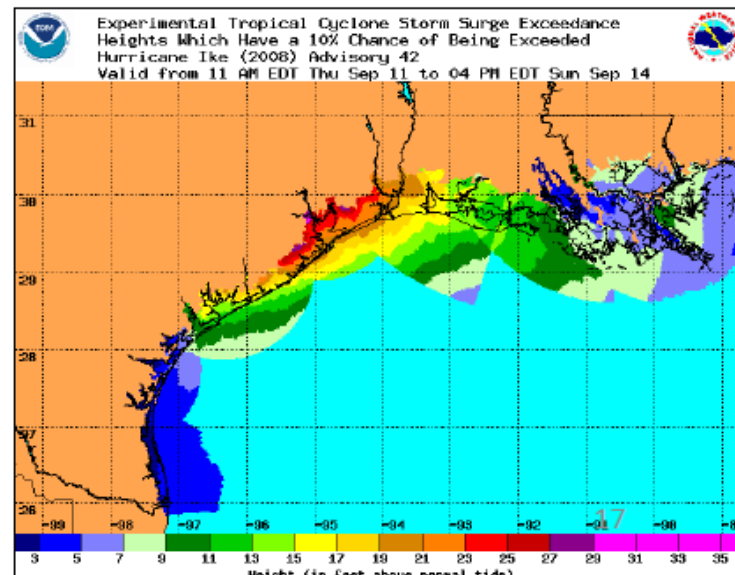 Experimental Tropical Cyclone Storm Surge Exceedance
Heights Which Have a 10% Chance of Being Exceeded
Hurricane Ike (2008) Advisory 42
Valid from 11 AM EDT Thu Sep 11 to 04 PM EDT Sun Sep 14
31
30
29
28
27
26
-99 -98 -97 -96 -95 -94 -93 -92 -91 -90
17
3 5 7 9 11 13 15 17 19 21 23 25 27 29 31 33 35
Height (in feet above normal tide)